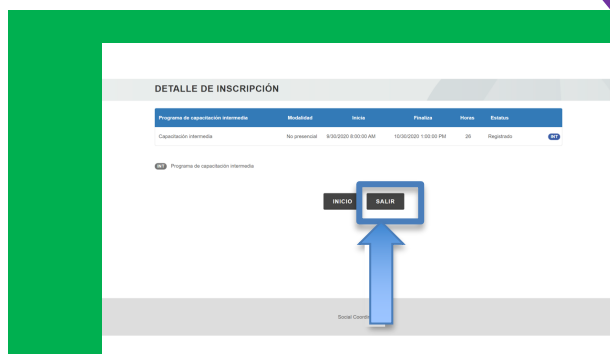 DETALLE DE INSCRIPCIÓN
Programa de capacitación intermedia Modalidad Inicia Finaliza Horas Estatus
Capacitación intermedia No presencial 9/30/2020 8:00:00 AM 10/30/2020 1:00:00 PM 26 Registrado INT
INT Programa de capacitación intermedia
INICIO SALIR
Social